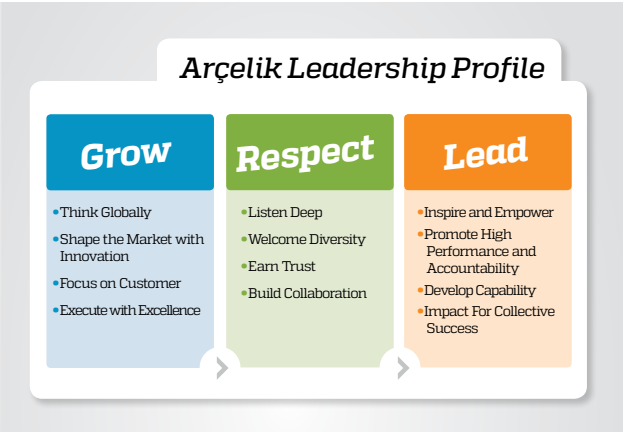 Arçelik Leadership Profile
Grow
•Think Globally
•Shape the Market with
Innovation
•Focus on Customer
•Execute with Excellence
Respect
•Listen Deep
•Welcome Diversity
•Earn Trust
•Build Collaboration
Lead
•Inspire and Empower
•Promote High
Performance and
Accountability
•Develop Capability
•Impact For Collective
Success